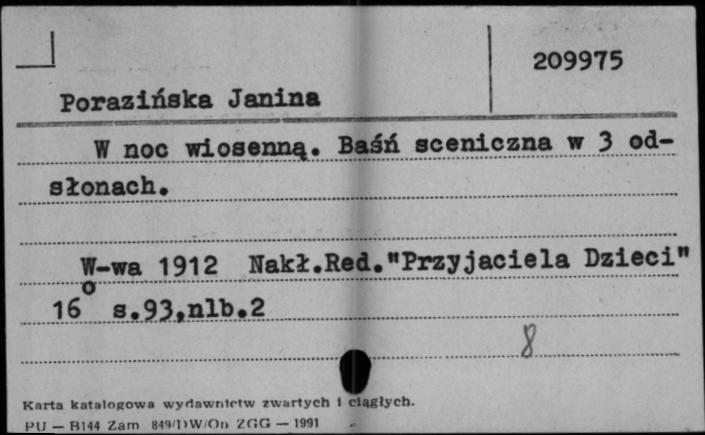 209975
Porazińska Janina
W noc wiosenną. Baśń sceniczna w 3 od-
słonach.
W-wa 1912 Nakł.Red."Przyjaciela Dzieci"
16° s.93,nlb.2
8
Karta katalogowa wydawnictw zwartych i ciągłych.
PU — B144 Zam 849/DW/On ZGG — 1991